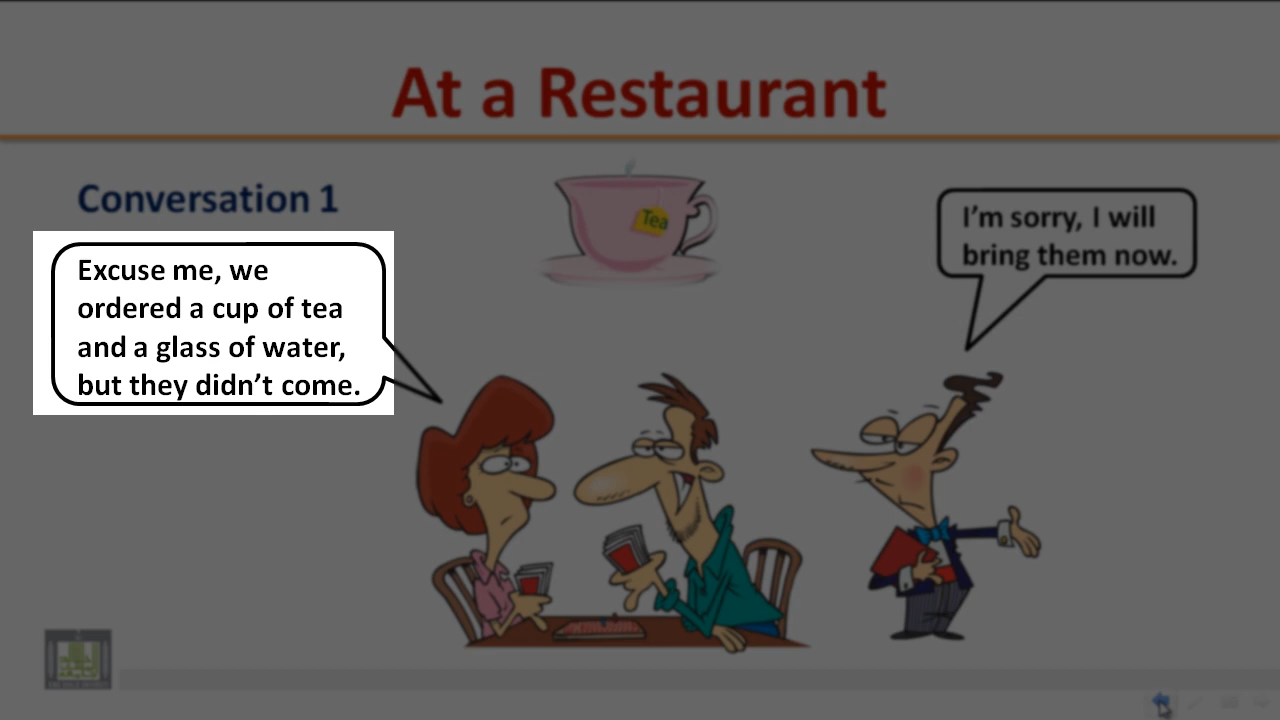 At a Restaurant
Conversation 1
Excuse me, we
ordered a cup of tea
and a glass of water,
but they didn't come.
Tea
I'm sorry, I will
bring them now.